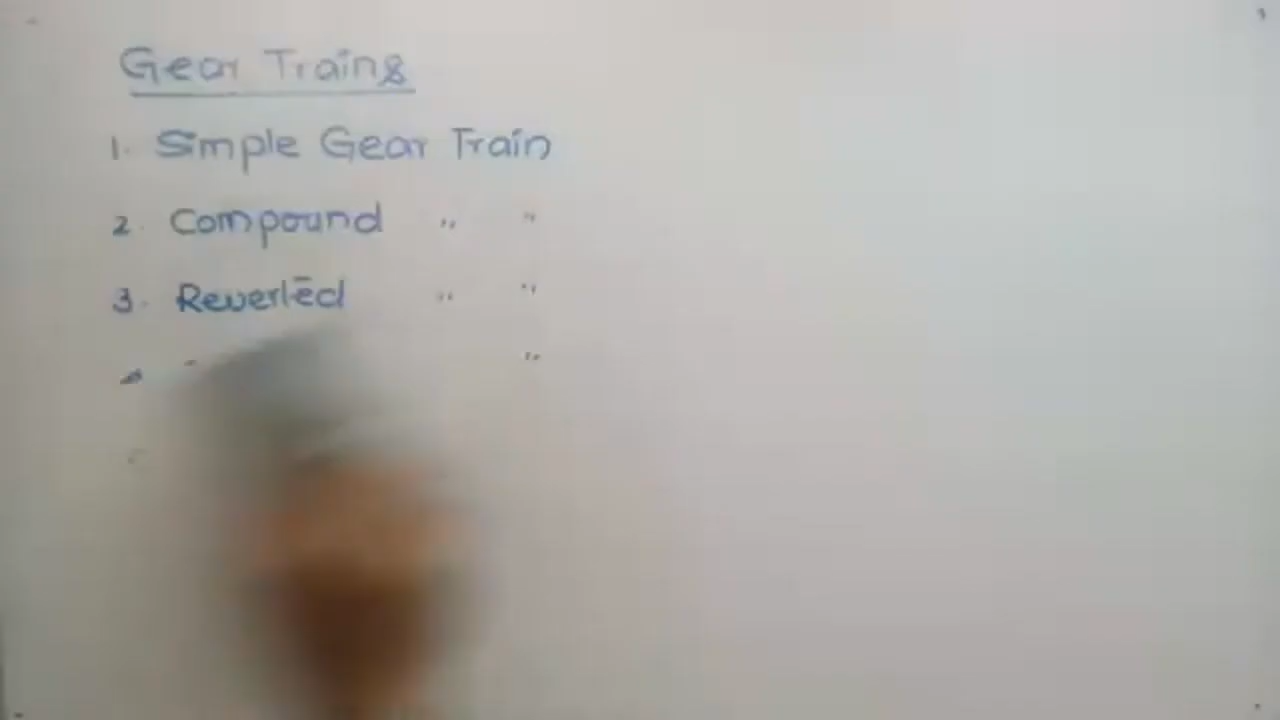 Gear Trains
1. Simple Gear Train
2. Compound " "
3. Reverted " "
"